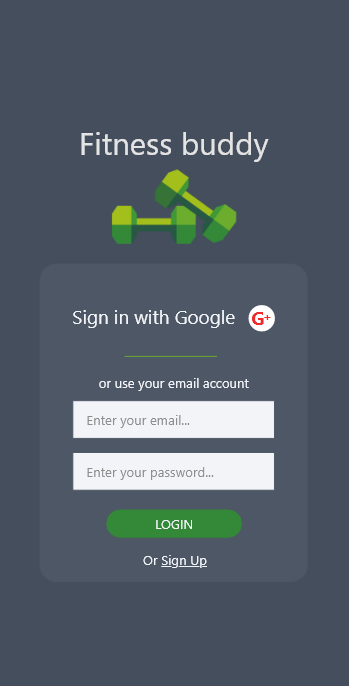 Fitness buddy
Sign in with Google G+
or use your email account
Enter your email...
Enter your password...
LOGIN
Or Sign Up